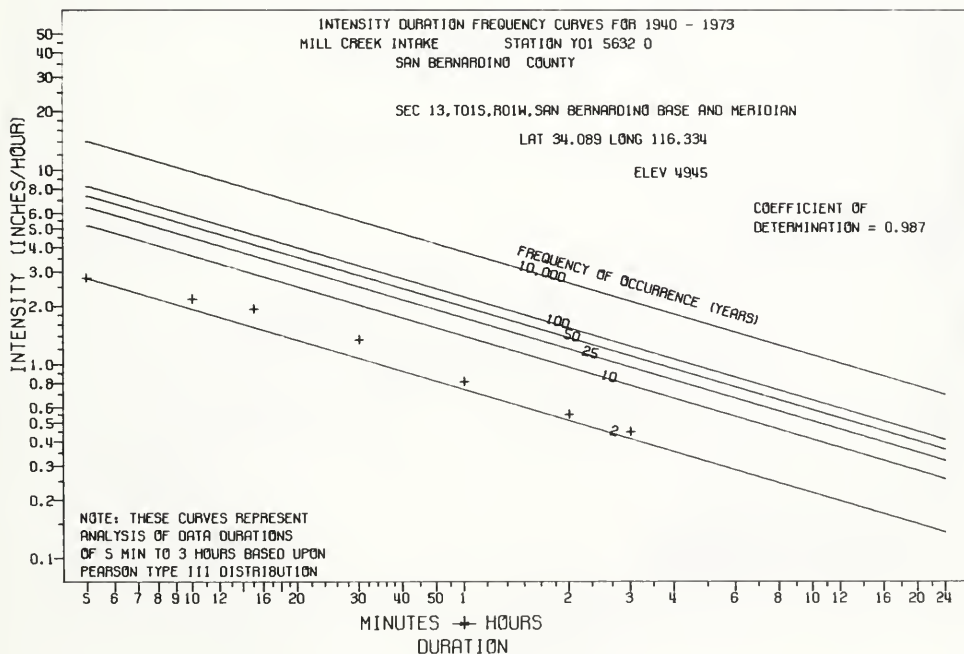 INTENSITY DURATION FREQUENCY CURVES FOR 1940 - 1973
MILL CREEK INTAKE STATION Y01 5632 0
SAN BERNARDINO COUNTY
SEC 13,T01S,R01W,SAN BERNARDINO BASE AND MERIDIAN
LAT 34.089 LONG 116.334
ELEV 4945
COEFFICIENT OF
DETERMINATION = 0.987
INTENSITY (INCHES/HOUR)
50
40
30
20
10
8.0
6.0
5.0
4.0
3.0
2.0
1.0
0.8
0.6
0.5
0.4
0.3
0.2
0.1
FREQUENCY OF OCCURRENCE (YEARS)
10,000
100
50
25
10
2
NOTE: THESE CURVES REPRESENT
ANALYSIS OF DATA DURATIONS
OF 5 MIN TO 3 HOURS BASED UPON
PEARSON TYPE III DISTRIBUTION
5 6 7 8 9 10 12 16 20 30 40 50 1 2 3 4 6 8 10 12 16 20 24
MINUTES + HOURS
DURATION